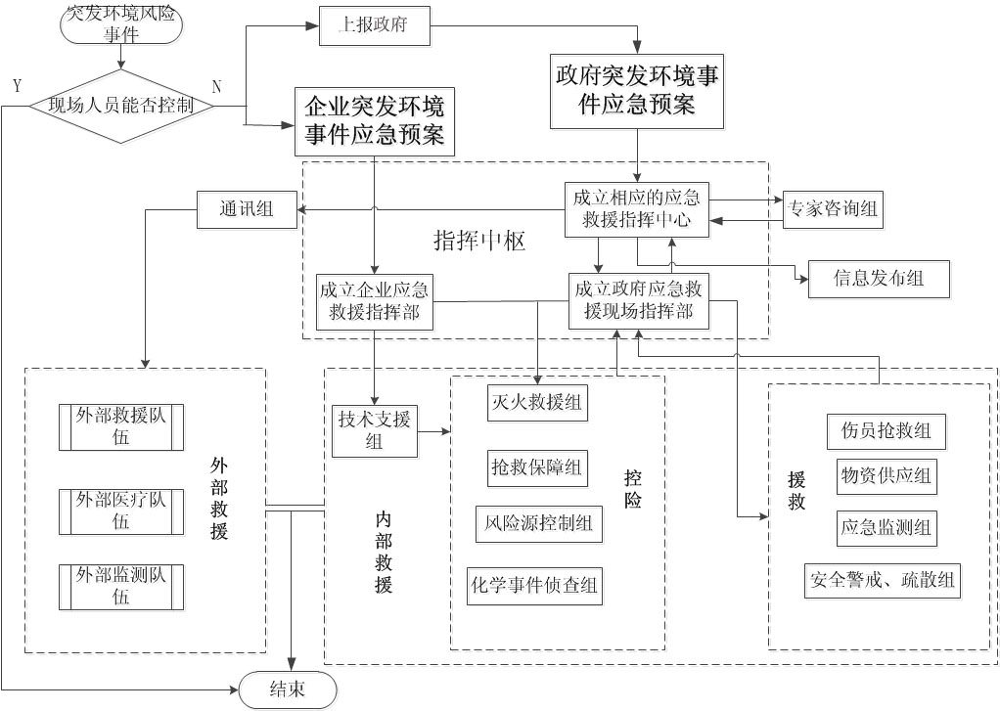 突发环境风险
事件
上报政府
Y
现场人员能否控制
N
企业突发环境
事件应急预案
政府突发环境事
件应急预案
通讯组
成立相应的应急
救援指挥中心
专家咨询组
指挥中枢
信息发布组
成立企业应急
救援指挥部
成立政府应急救
援现场指挥部
外部救援队
伍
外部医疗队
伍
外部监测队
伍
外部救援
技术支援
组
内部救援
灭火救援组
抢救保障组
风险源控制组
化学事件侦查组
控险
援救
伤员抢救组
物资供应组
应急监测组
安全警戒、疏散组
结束